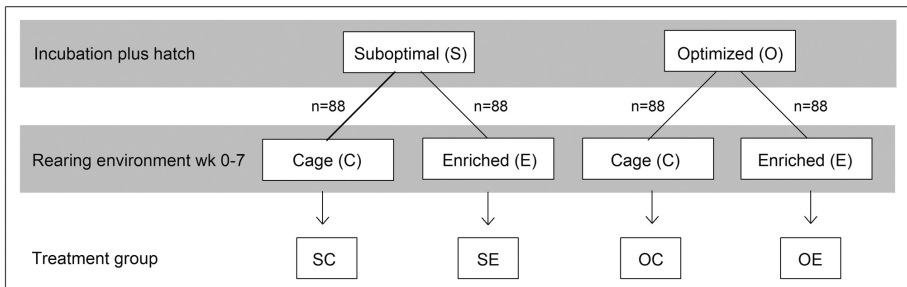 Incubation plus hatch
Suboptimal (S)
Optimized (O)
n=88
n=88
n=88
n=88
Rearing environment wk 0-7
Cage (C)
Enriched (E)
Cage (C)
Enriched (E)
Treatment group
SC
SE
OC
OE